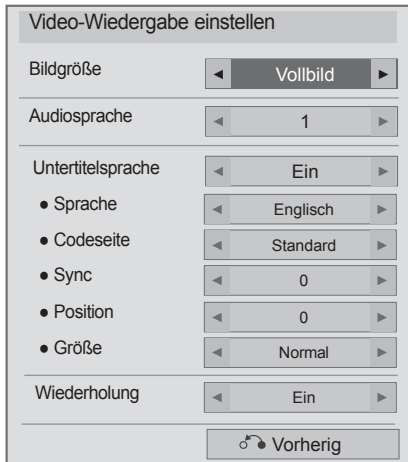 Video-Wiedergabe einstellen
Bildgröße ◄ Vollbild ►
Audiosprache ◄ 1 ►
Untertitelsprache ◄ Ein ►
● Sprache ◄ Englisch ►
● Codeseite ◄ Standard ►
● Sync ◄ 0 ►
● Position ◄ 0 ►
● Größe ◄ Normal ►
Wiederholung ◄ Ein ►
Vorherig